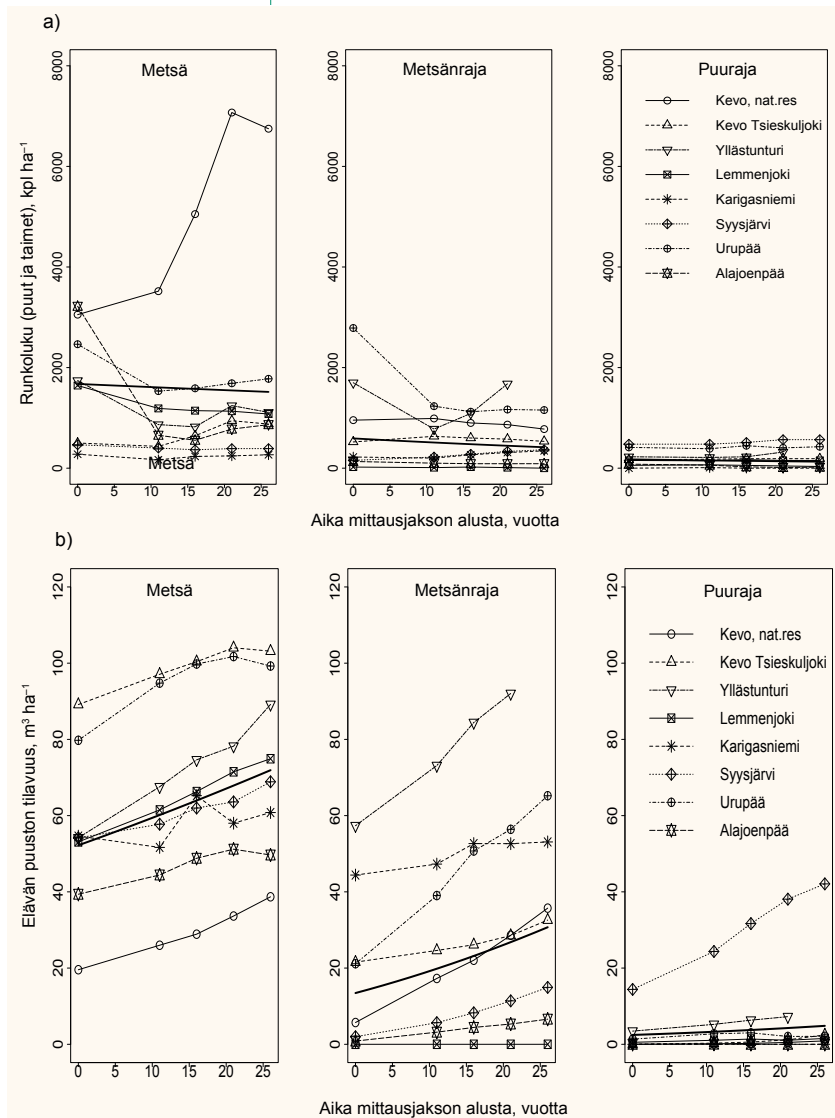 a)
Metsä
Metsänraja
Puuraja
8000
6000
4000
2000
0
8000
6000
4000
2000
0
8000
6000
4000
2000
0
Kevo, nat.res
Kevo Tsieskuljoki
Yllästunturi
Lemmenjoki
Karigasniemi
Syysjärvi
Urupää
Alajoenpää
Runkoluku (puut ja taimet), kpl ha⁻¹
Metsä
0 5 10 15 20 25
0 5 10 15 20 25
0 5 10 15 20 25
Aika mittausjakson alusta, vuotta
b)
Metsä
Metsänraja
Puuraja
120
100
80
60
40
20
0
120
100
80
60
40
20
0
120
100
80
60
40
20
0
Kevo, nat.res
Kevo Tsieskuljoki
Yllästunturi
Lemmenjoki
Karigasniemi
Syysjärvi
Urupää
Alajoenpää
Elävän puuston tilavuus, m³ ha⁻¹
0 5 10 15 20 25
0 5 10 15 20 25
0 5 10 15 20 25
Aika mittausjakson alusta, vuotta